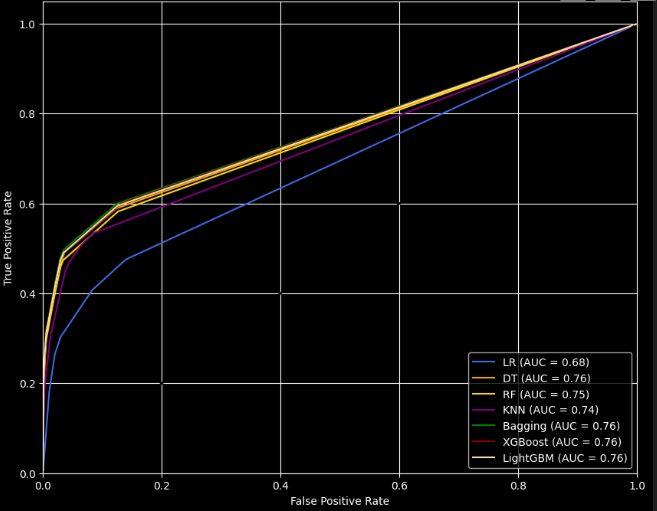 1.0
0.8
0.6
0.4
0.2
0.0
True Positive Rate
0.0 0.2 0.4 0.6 0.8 1.0
False Positive Rate
LR (AUC = 0.68)
DT (AUC = 0.76)
RF (AUC = 0.75)
KNN (AUC = 0.74)
Bagging (AUC = 0.76)
XGBoost (AUC = 0.76)
LightGBM (AUC = 0.76)